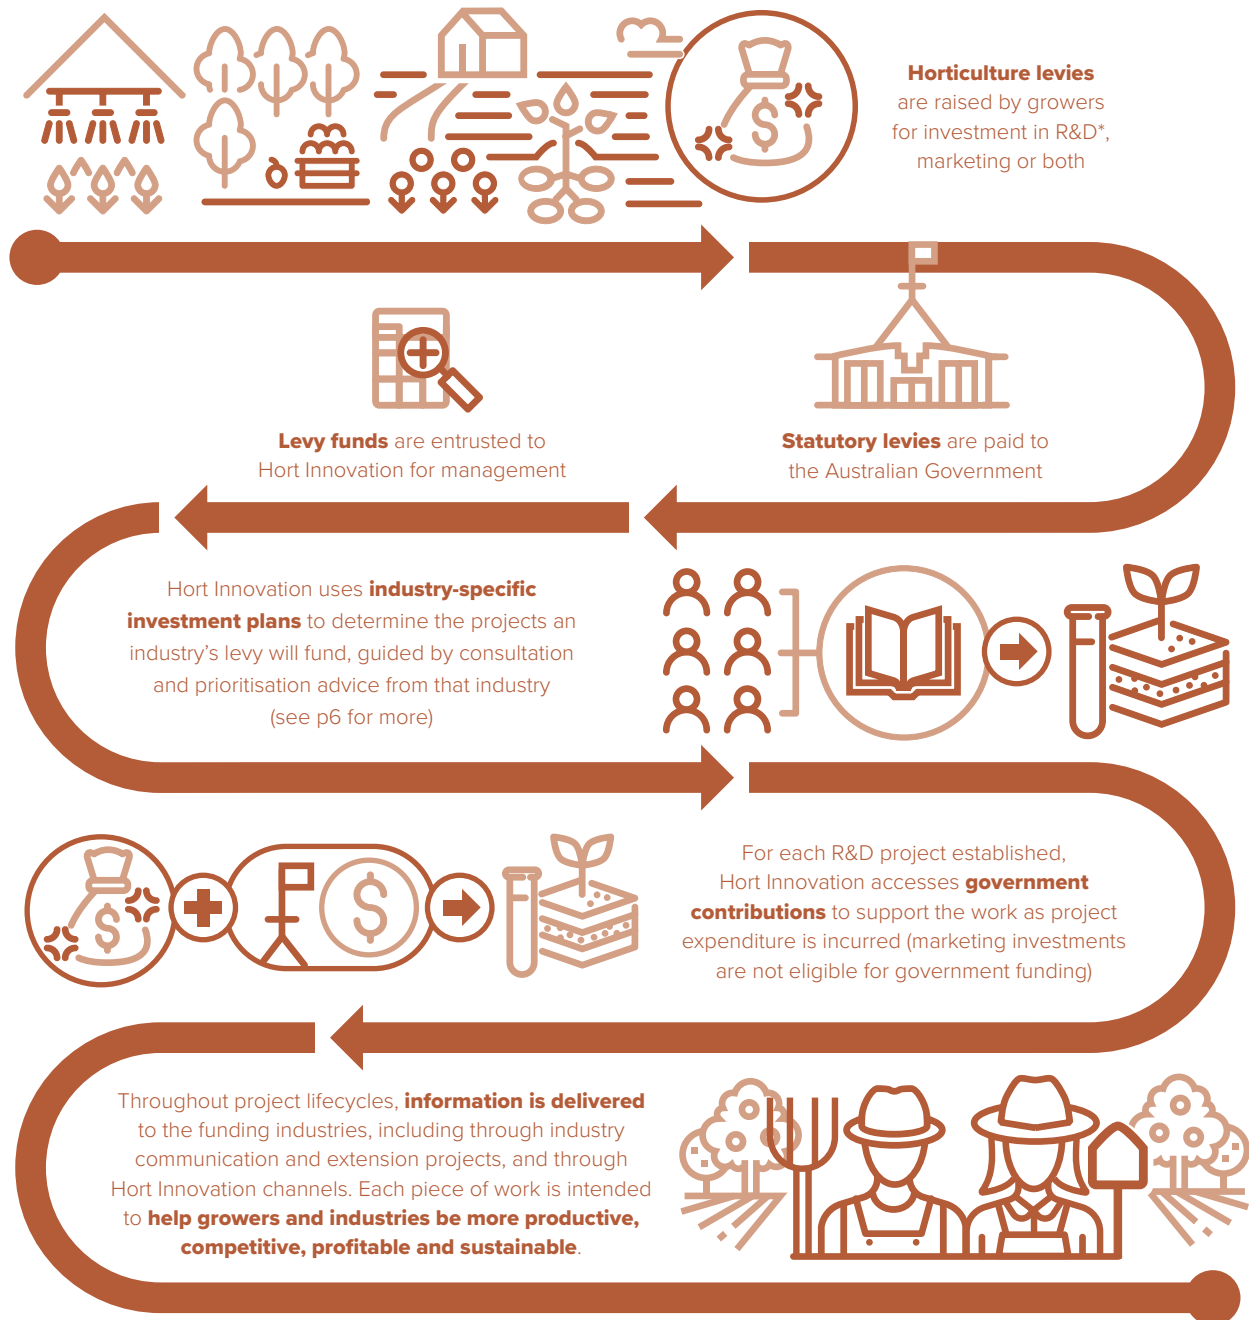 Horticulture levies
are raised by growers
for investment in R&D*,
marketing or both
Statutory levies are paid to
the Australian Government
Levy funds are entrusted to
Hort Innovation for management
Hort Innovation uses industry-specific
investment plans to determine the projects an
industry’s levy will fund, guided by consultation
and prioritisation advice from that industry
(see p6 for more)
For each R&D project established,
Hort Innovation accesses government
contributions to support the work as project
expenditure is incurred (marketing investments
are not eligible for government funding)
Throughout project lifecycles, information is delivered
to the funding industries, including through industry
communication and extension projects, and through
Hort Innovation channels. Each piece of work is intended
to help growers and industries be more productive,
competitive, profitable and sustainable.